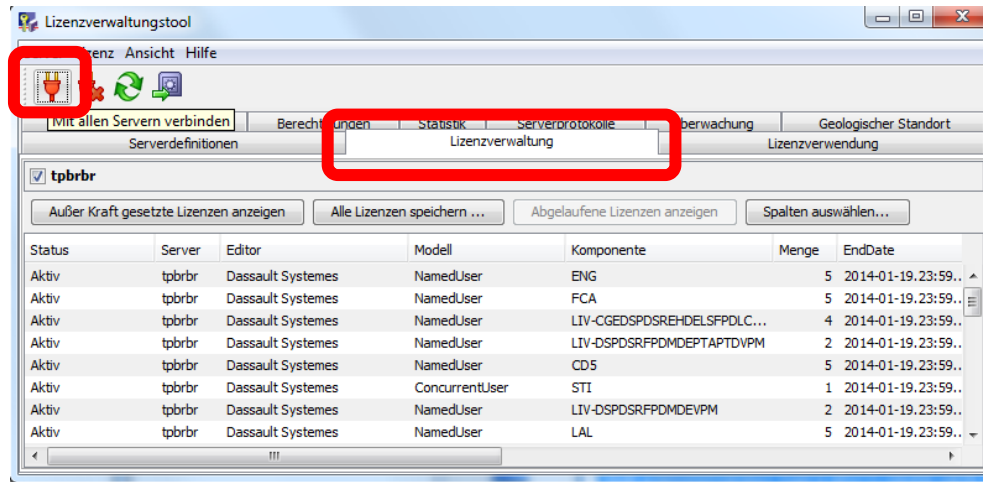 Lizenzverwaltungstool
Ansicht Hilfe
Mit allen Servern verbinden
Statistik Serverprotokolle Geologischer Standort
Serverdefinitionen Lizenzverwaltung Lizenzverwendung
tpbrbr
Außer Kraft gesetzte Lizenzen anzeigen Alle Lizenzen speichern ... Abgelaufene Lizenzen anzeigen Spalten auswählen...
Status Server Editor Modell Komponente Menge EndDate
Aktiv tpbrbr Dassault Systemes NamedUser ENG 5 2014-01-19.23:59..
Aktiv tpbrbr Dassault Systemes NamedUser FCA 5 2014-01-19.23:59..
Aktiv tpbrbr Dassault Systemes NamedUser LIV-CGEDSPDSREHDELSFPDLC... 4 2014-01-19.23:59..
Aktiv tpbrbr Dassault Systemes NamedUser LIV-DSPDSRFPDMDEPTAPTDVPM 2 2014-01-19.23:59..
Aktiv tpbrbr Dassault Systemes NamedUser CD5 5 2014-01-19.23:59..
Aktiv tpbrbr Dassault Systemes ConcurrentUser STI 1 2014-01-19.23:59..
Aktiv tpbrbr Dassault Systemes NamedUser LIV-DSPDSRFPDMDEVPM 2 2014-01-19.23:59..
Aktiv tpbrbr Dassault Systemes NamedUser LAL 5 2014-01-19.23:59..